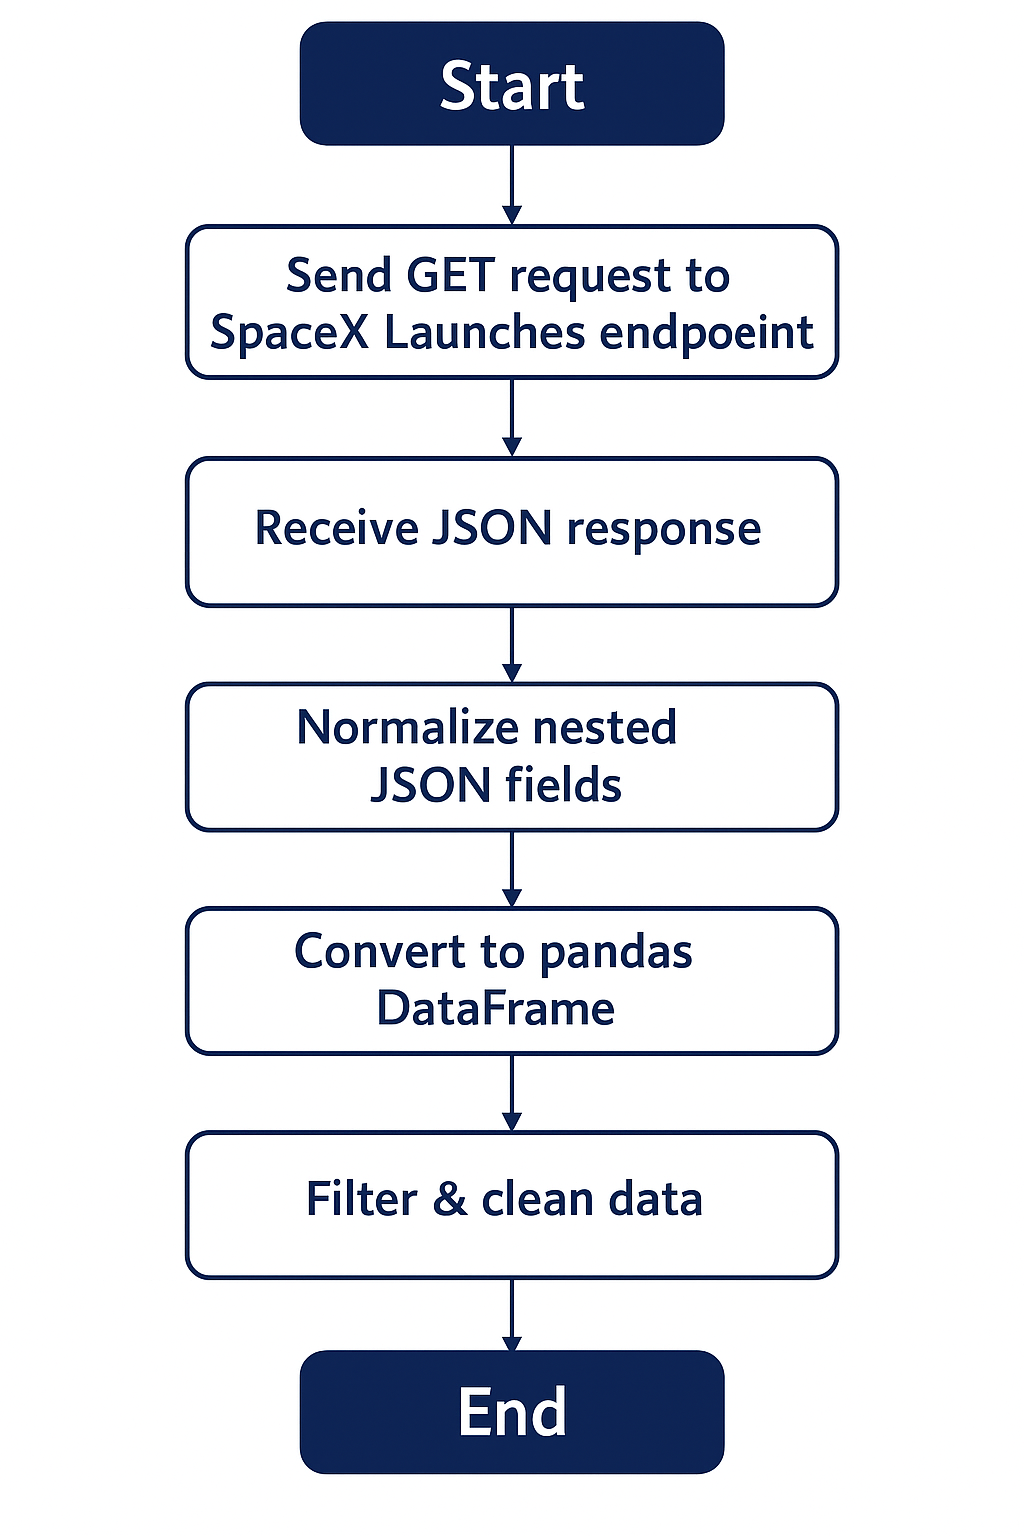 Start
Send GET request to
SpaceX Launches endpoeint
Receive JSON response
Normalize nested
JSON fields
Convert to pandas
DataFrame
Filter & clean data
End